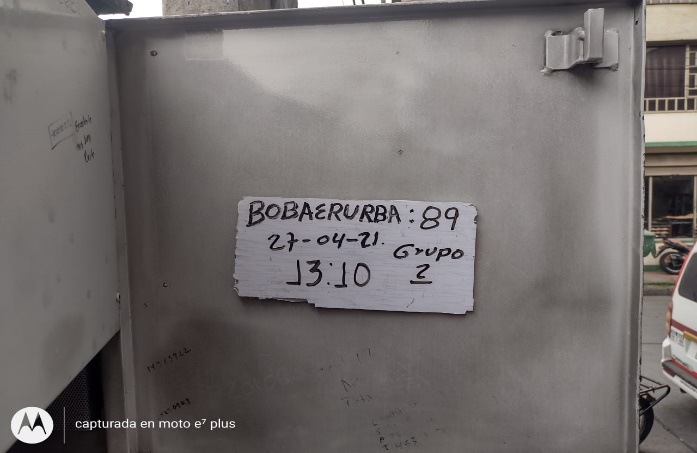 BOBAERURBA: 89
27-04-21.
Grupo
13:10 2
capturada en moto e⁷ plus